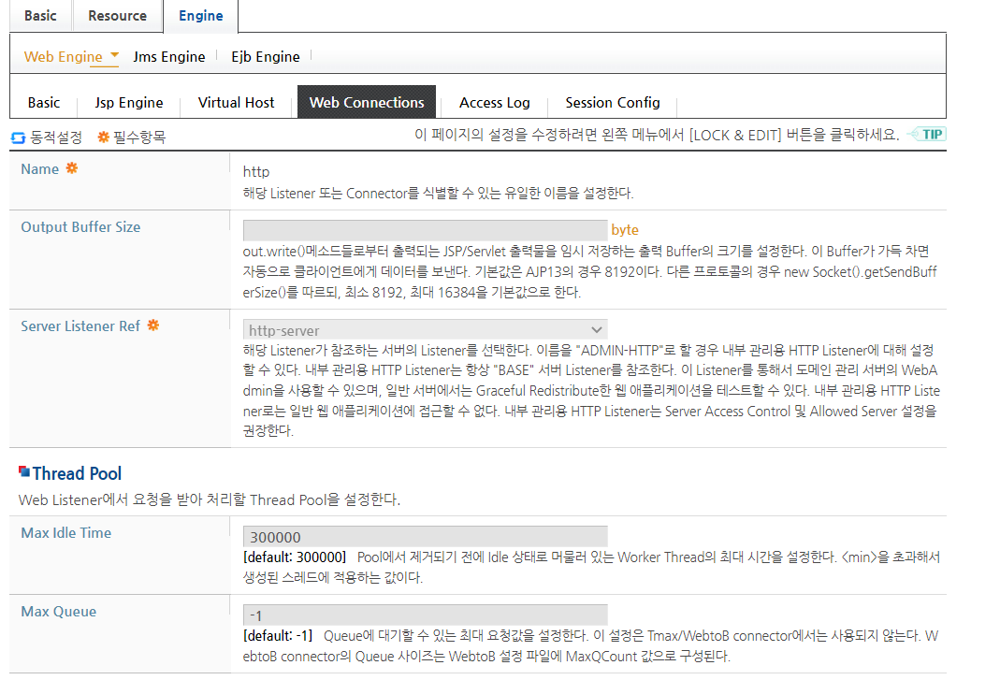 Basic Resource Engine
Web Engine Jms Engine Ejb Engine
Basic Jsp Engine Virtual Host Web Connections Access Log Session Config
동적설정 필수항목 이 페이지의 설정을 수정하려면 왼쪽 메뉴에서 [LOCK & EDIT] 버튼을 클릭하세요. TIP
Name http
해당 Listener 또는 Connector를 식별할 수 있는 유일한 이름을 설정한다.
Output Buffer Size byte
out.write()메소드들로부터 출력되는 JSP/Servlet 출력물을 임시 저장하는 출력 Buffer의 크기를 설정한다. 이 Buffer가 가득 차면
자동으로 클라이언트에게 데이터를 보낸다. 기본값은 AJP13의 경우 8192이다. 다른 프로토콜의 경우 new Socket().getSendBuff
erSize()를 따르되, 최소 8192, 최대 16384을 기본값으로 한다.
Server Listener Ref http-server
해당 Listener가 참조하는 서버의 Listener를 선택한다. 이름을 "ADMIN-HTTP"로 할 경우 내부 관리용 HTTP Listener에 대해 설정
할 수 있다. 내부 관리용 HTTP Listener는 항상 "BASE" 서버 Listener를 참조한다. 이 Listener를 통해서 도메인 관리 서버의 WebA
dmin을 사용할 수 있으며, 일반 서버에서는 Graceful Redistribute한 웹 애플리케이션을 테스트할 수 있다. 내부 관리용 HTTP Liste
ner로는 일반 웹 애플리케이션에 접근할 수 없다. 내부 관리용 HTTP Listener는 Server Access Control 및 Allowed Server 설정을
권장한다.
Thread Pool
Web Listener에서 요청을 받아 처리할 Thread Pool을 설정한다.
Max Idle Time 300000
[default: 300000] Pool에서 제거되기 전에 Idle 상태로 머물러 있는 Worker Thread의 최대 시간을 설정한다. <min>을 초과해서
생성된 스레드에 적용하는 값이다.
Max Queue -1
[default: -1] Queue에 대기할 수 있는 최대 요청값을 설정한다. 이 설정은 Tmax/WebtoB connector에서는 사용되지 않는다. W
ebtoB connector의 Queue 사이즈는 WebtoB 설정 파일에 MaxQCount 값으로 구성된다.